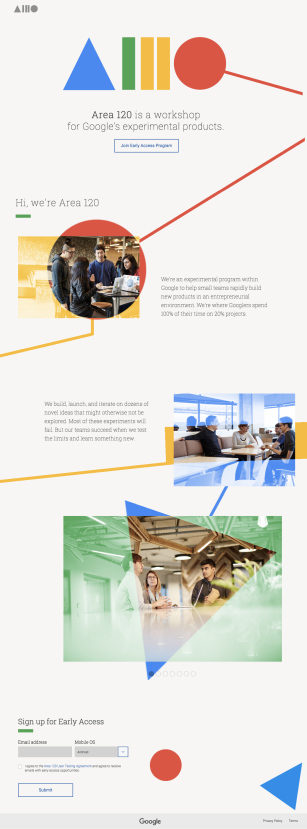 Area 120 is a workshop
for Google's experimental products.
Join Early Access Program
Hi, we're Area 120
We're an experimental program within
Google to help small teams rapidly build
new products in an entrepreneurial
environment. We're where Googlers spend
100% of their time on 20% projects.
We build, launch, and iterate on dozens of
novel ideas that might otherwise not be
explored. Most of these experiments will
fail. But our teams succeed when we test
the limits and learn something new.
Sign up for Early Access
Email address Mobile OS
Android
I agree to the Area 120 User Testing Agreement and agree to receive
emails with early access opportunities.
Submit
Google Privacy Policy Terms